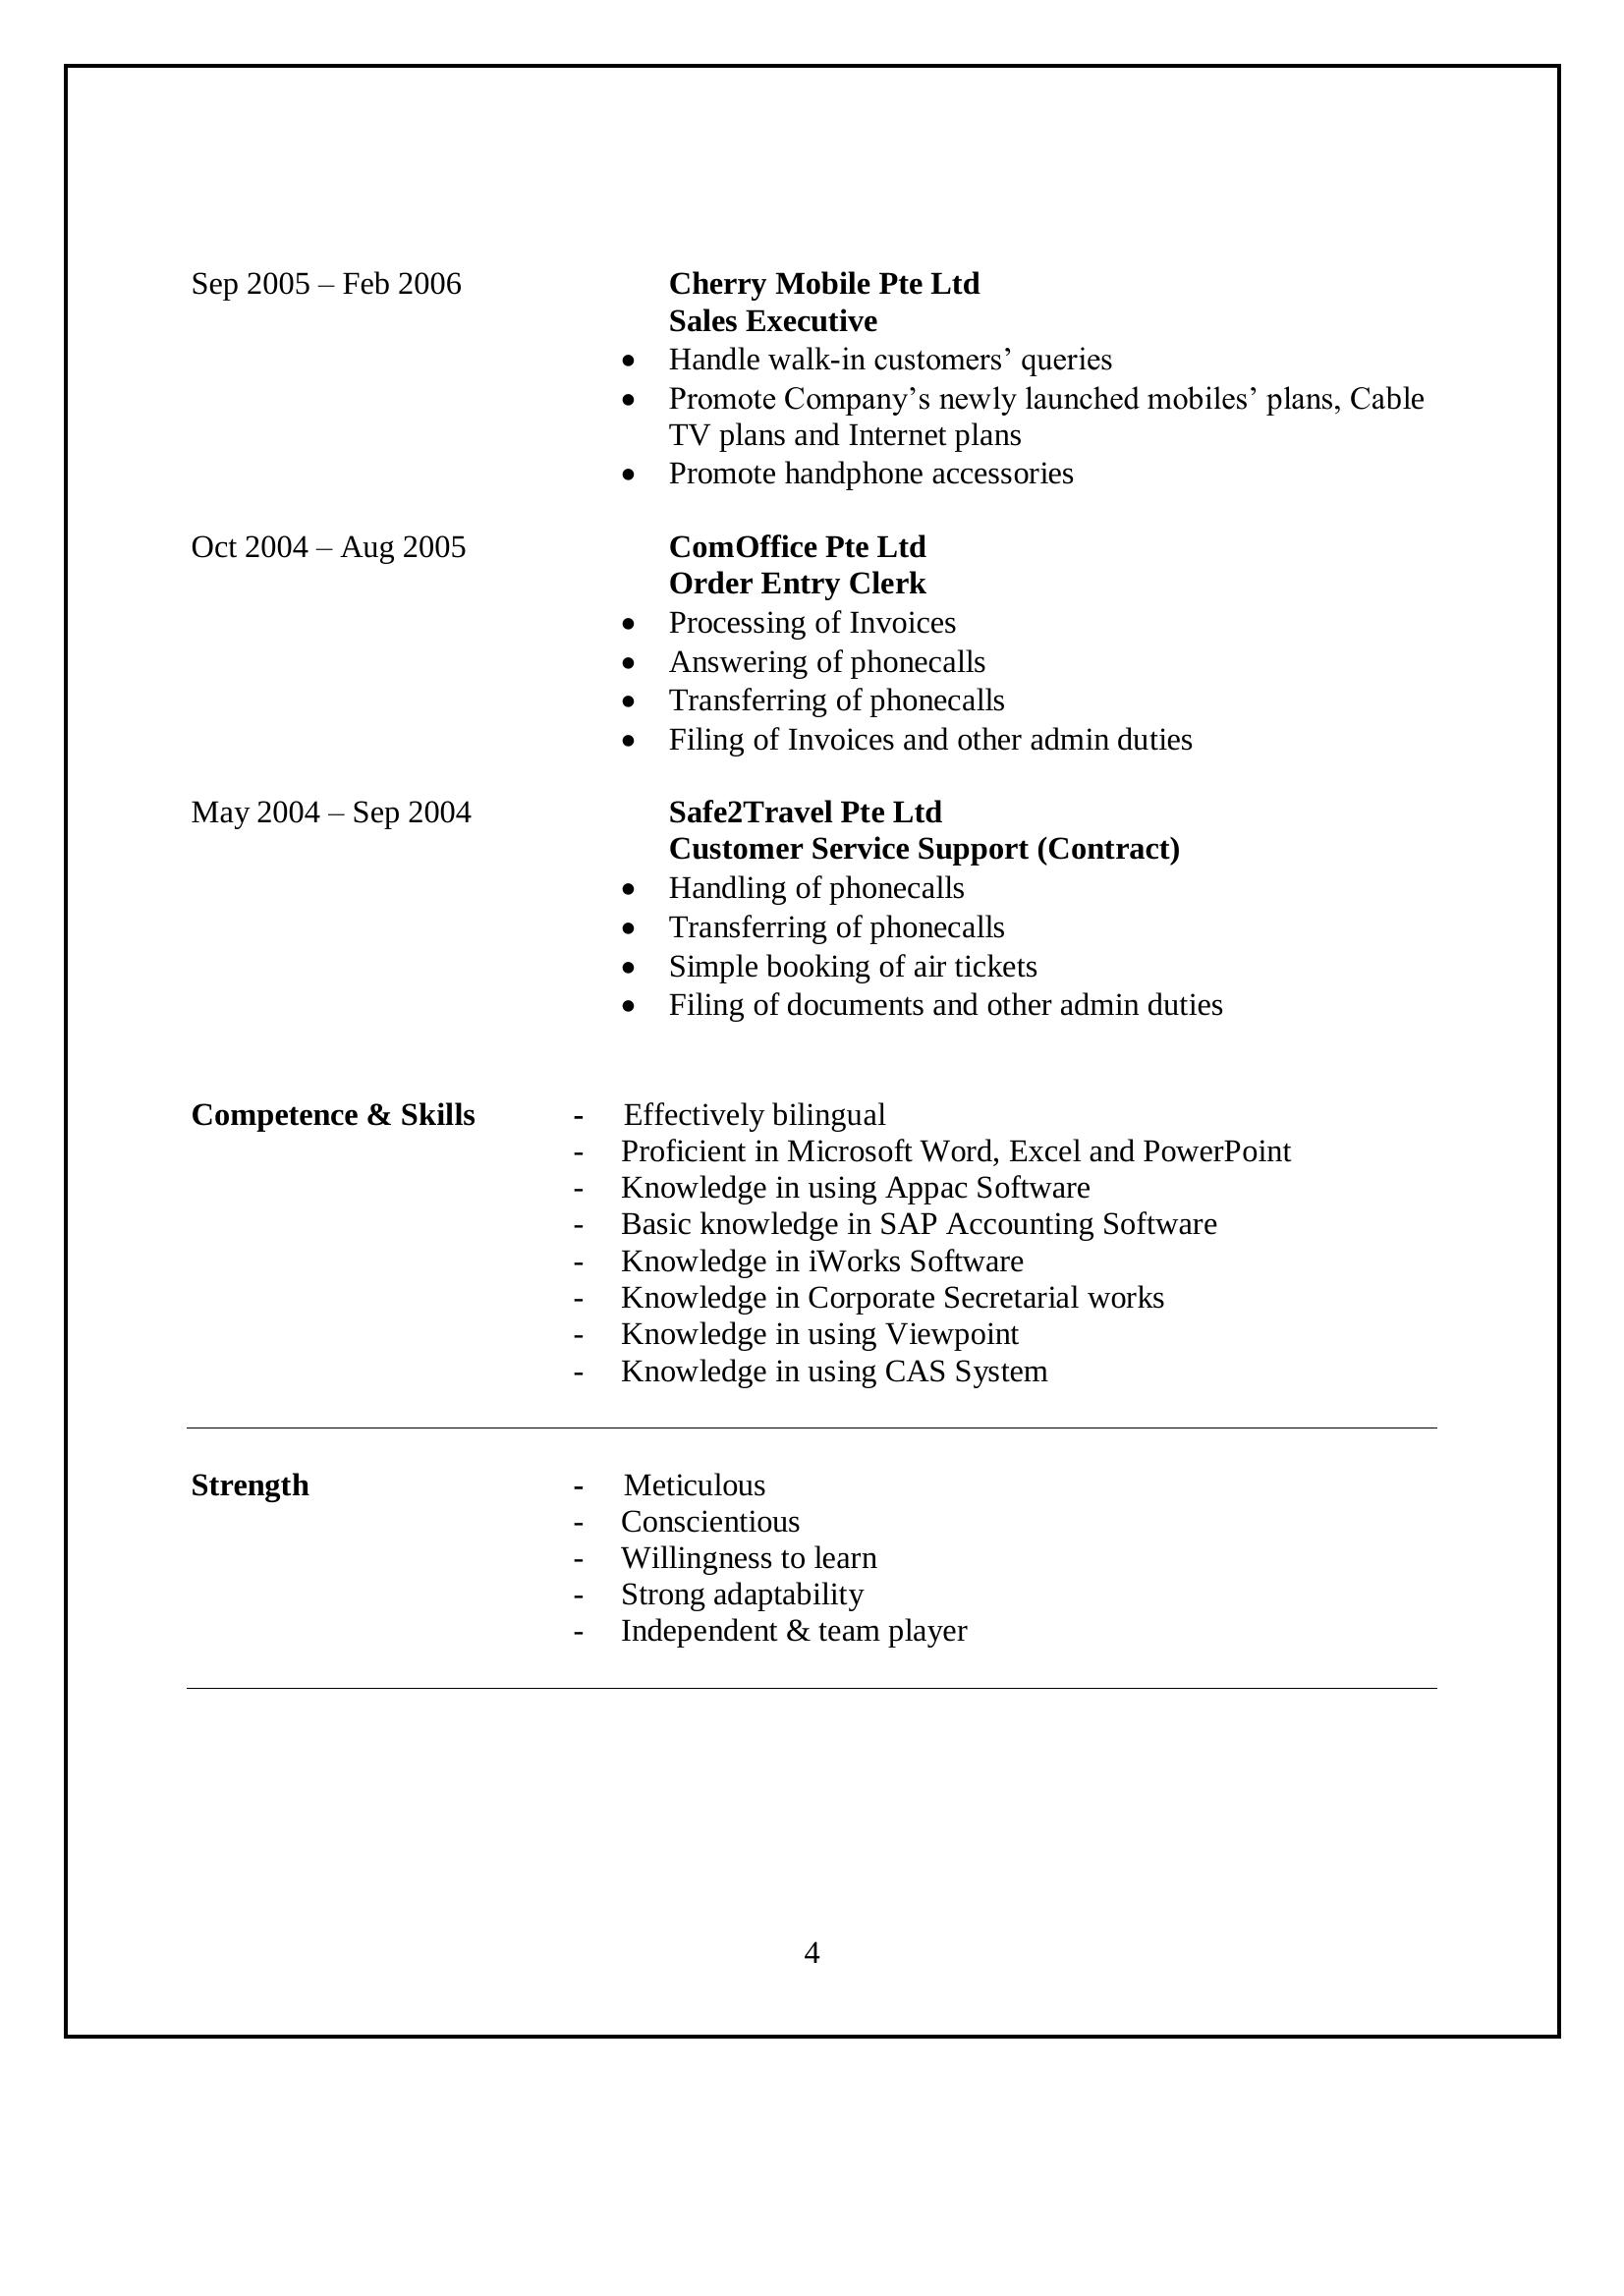 Sep 2005 – Feb 2006 Cherry Mobile Pte Ltd
Sales Executive
• Handle walk-in customers’ queries
• Promote Company’s newly launched mobiles’ plans, Cable
TV plans and Internet plans
• Promote handphone accessories
Oct 2004 – Aug 2005 ComOffice Pte Ltd
Order Entry Clerk
• Processing of Invoices
• Answering of phonecalls
• Transferring of phonecalls
• Filing of Invoices and other admin duties
May 2004 – Sep 2004 Safe2Travel Pte Ltd
Customer Service Support (Contract)
• Handling of phonecalls
• Transferring of phonecalls
• Simple booking of air tickets
• Filing of documents and other admin duties
Competence & Skills - Effectively bilingual
- Proficient in Microsoft Word, Excel and PowerPoint
- Knowledge in using Appac Software
- Basic knowledge in SAP Accounting Software
- Knowledge in iWorks Software
- Knowledge in Corporate Secretarial works
- Knowledge in using Viewpoint
- Knowledge in using CAS System
Strength - Meticulous
- Conscientious
- Willingness to learn
- Strong adaptability
- Independent & team player
4